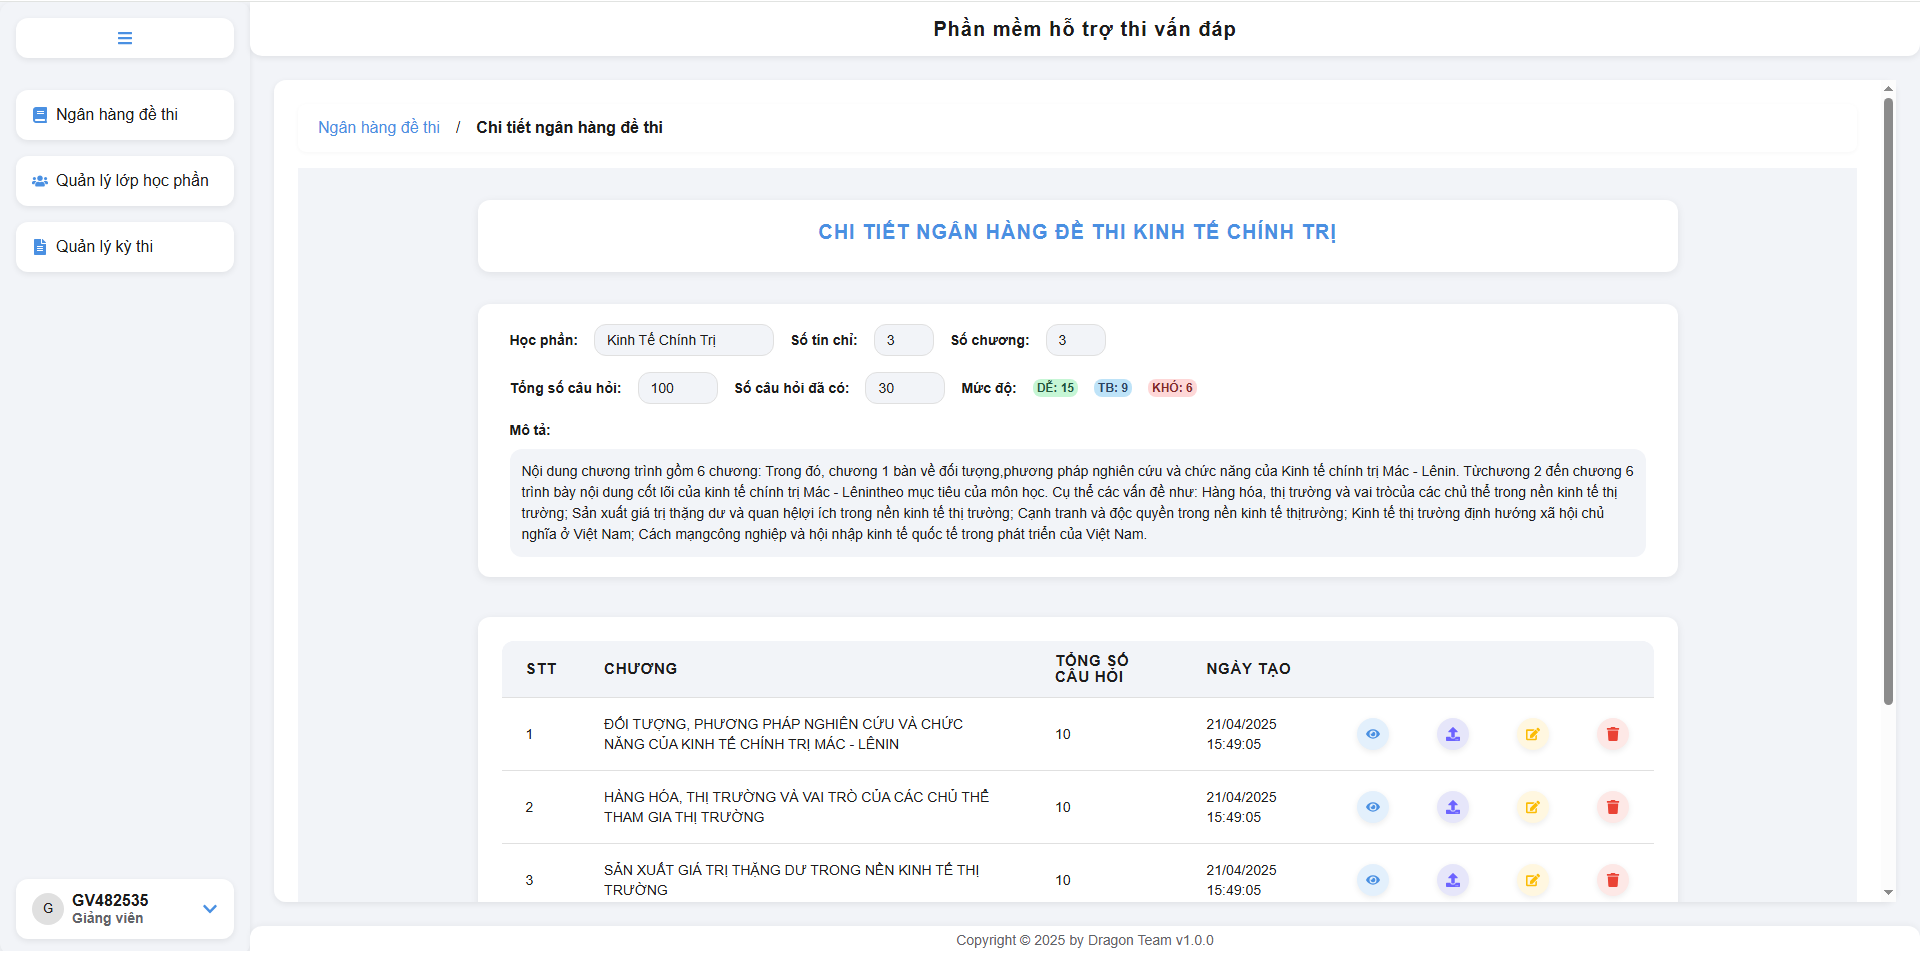 Phần mềm hỗ trợ thi vấn đáp
Ngân hàng đề thi
Quản lý lớp học phần
Quản lý kỳ thi
G
GV482535
Giảng viên
Ngân hàng đề thi / Chi tiết ngân hàng đề thi
CHI TIẾT NGÂN HÀNG ĐỀ THI KINH TẾ CHÍNH TRỊ
Học phần: Kinh Tế Chính Trị Số tín chỉ: 3 Số chương: 3
Tổng số câu hỏi: 100 Số câu hỏi đã có: 30 Mức độ: DỄ: 15 TB: 9 KHÓ: 6
Mô tả:
Nội dung chương trình gồm 6 chương: Trong đó, chương 1 bàn về đối tượng,phương pháp nghiên cứu và chức năng của Kinh tế chính trị Mác - Lênin. Từchương 2 đến chương 6
trình bày nội dung cốt lõi của kinh tế chính trị Mác - Lênintheo mục tiêu của môn học. Cụ thể các vấn đề như: Hàng hóa, thị trường và vai tròcủa các chủ thể trong nền kinh tế thị
trường; Sản xuất giá trị thặng dư và quan hệlợi ích trong nền kinh tế thị trường; Cạnh tranh và độc quyền trong nền kinh tế thịtrường; Kinh tế thị trường định hướng xã hội chủ
nghĩa ở Việt Nam; Cách mạngcông nghiệp và hội nhập kinh tế quốc tế trong phát triển của Việt Nam.
STT CHƯƠNG TỔNG SỐ CÂU HỎI NGÀY TẠO
1 ĐỐI TƯỢNG, PHƯƠNG PHÁP NGHIÊN CỨU VÀ CHỨC 10 21/04/2025
NĂNG CỦA KINH TẾ CHÍNH TRỊ MÁC - LÊNIN 15:49:05
2 HÀNG HÓA, THỊ TRƯỜNG VÀ VAI TRÒ CỦA CÁC CHỦ THỂ 10 21/04/2025
THAM GIA THỊ TRƯỜNG 15:49:05
3 SẢN XUẤT GIÁ TRỊ THẶNG DƯ TRONG NỀN KINH TẾ THỊ 10 21/04/2025
TRƯỜNG 15:49:05
Copyright © 2025 by Dragon Team v1.0.0